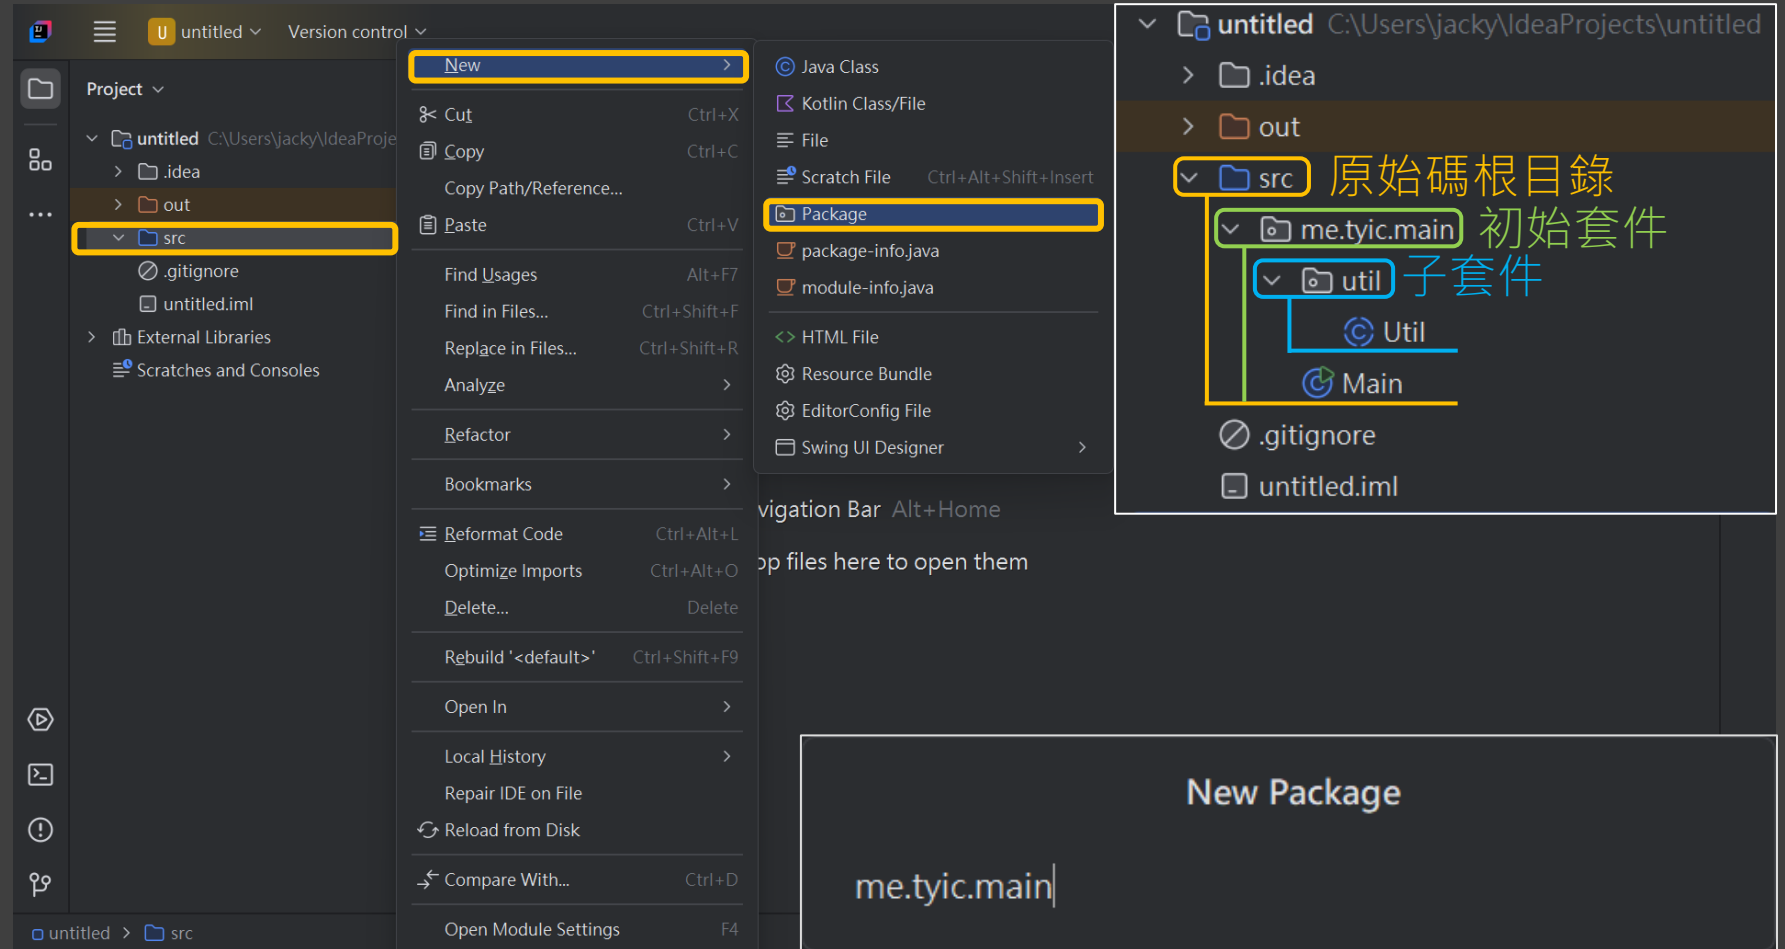 U untitled Version control
Project
untitled C:\Users\jacky\IdeaProje
.idea
out
src
.gitignore
untitled.iml
External Libraries
Scratches and Consoles
New
Cut Ctrl+X
Copy Ctrl+C
Copy Path/Reference...
Paste Ctrl+V
Find Usages Alt+F7
Find in Files... Ctrl+Shift+F
Replace in Files... Ctrl+Shift+R
Analyze
Refactor
Bookmarks
Reformat Code Ctrl+Alt+L
Optimize Imports Ctrl+Alt+O
Delete... Delete
Rebuild '<default>' Ctrl+Shift+F9
Open In
Local History
Repair IDE on File
Reload from Disk
Compare With... Ctrl+D
Open Module Settings F4
Java Class
Kotlin Class/File
File
Scratch File Ctrl+Alt+Shift+Insert
Package
package-info.java
module-info.java
HTML File
Resource Bundle
EditorConfig File
Swing UI Designer
vigation Bar Alt+Home
op files here to open them
untitled C:\Users\jacky\IdeaProjects\untitled
.idea
out
src 原始碼根目錄
me.tyic.main 初始套件
util 子套件
Util
Main
.gitignore
untitled.iml
New Package
me.tyic.main
untitled > src